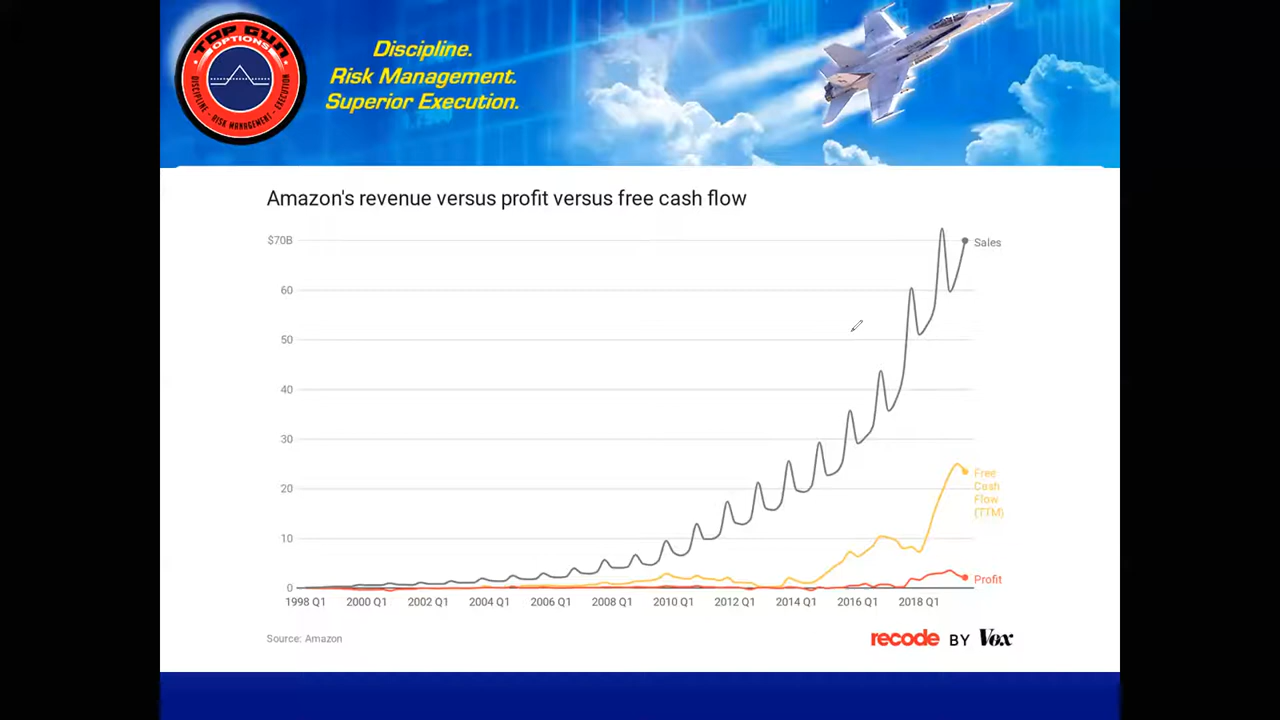 TOP GUN
OPTIONS
DISCIPLINE - RISK MANAGEMENT - EXECUTION
Discipline.
Risk Management.
Superior Execution.
Amazon's revenue versus profit versus free cash flow
$70B
60
50
40
30
20
10
0
Sales
Free
Cash
Flow
(TTM)
Profit
1998 Q1 2000 Q1 2002 Q1 2004 Q1 2006 Q1 2008 Q1 2010 Q1 2012 Q1 2014 Q1 2016 Q1 2018 Q1
Source: Amazon
recode BY Vox